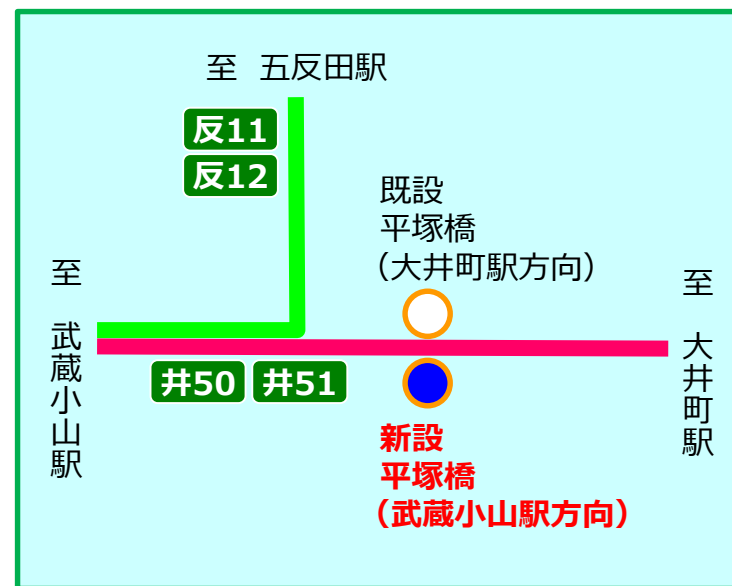 至 五反田駅
反11
反12
既設
平塚橋
（大井町駅方向）
至 武蔵小山駅
至 大井町駅
井50 井51
新設
平塚橋
（武蔵小山駅方向）